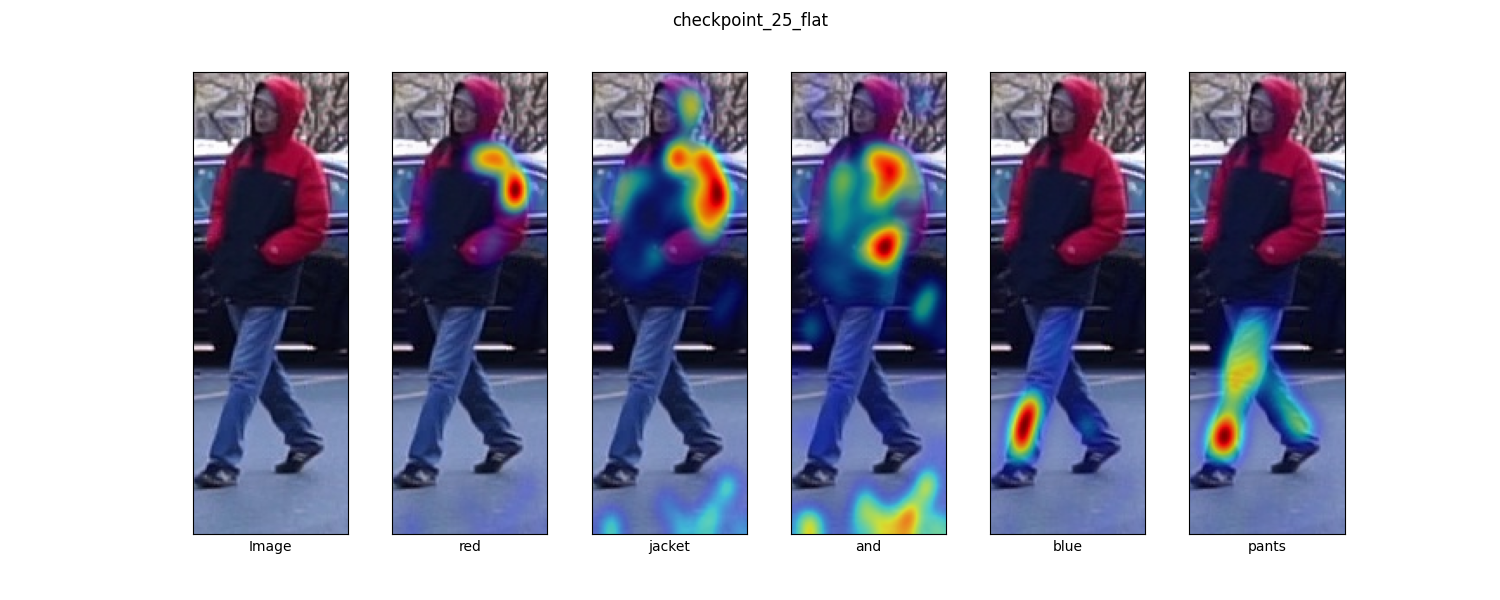 checkpoint_25_flat
Image
red
jacket
and
blue
pants